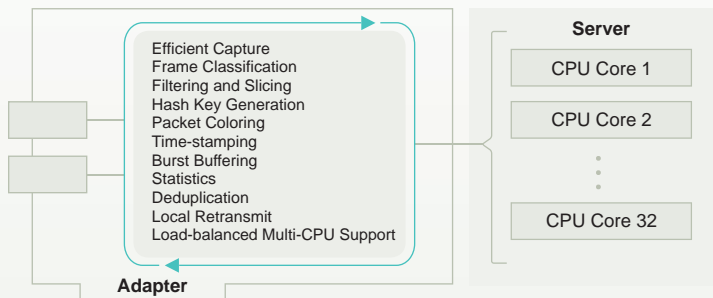 Efficient Capture
Frame Classification
Filtering and Slicing
Hash Key Generation
Packet Coloring
Time-stamping
Burst Buffering
Statistics
Deduplication
Local Retransmit
Load-balanced Multi-CPU Support
Adapter
Server
CPU Core 1
CPU Core 2
CPU Core 32